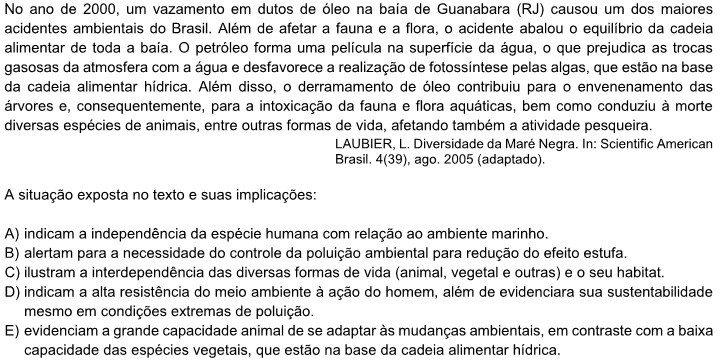 No ano de 2000, um vazamento em dutos de óleo na baía de Guanabara (RJ) causou um dos maiores
acidentes ambientais do Brasil. Além de afetar a fauna e a flora, o acidente abalou o equilíbrio da cadeia
alimentar de toda a baía. O petróleo forma uma película na superfície da água, o que prejudica as trocas
gasosas da atmosfera com a água e desfavorece a realização de fotossíntese pelas algas, que estão na base
da cadeia alimentar hídrica. Além disso, o derramamento de óleo contribuiu para o envenenamento das
árvores e, consequentemente, para a intoxicação da fauna e flora aquáticas, bem como conduziu à morte
diversas espécies de animais, entre outras formas de vida, afetando também a atividade pesqueira.
LAUBIER, L. Diversidade da Maré Negra. In: Scientific American
Brasil. 4(39), ago. 2005 (adaptado).
A situação exposta no texto e suas implicações:
A) indicam a independência da espécie humana com relação ao ambiente marinho.
B) alertam para a necessidade do controle da poluição ambiental para redução do efeito estufa.
C) ilustram a interdependência das diversas formas de vida (animal, vegetal e outras) e o seu habitat.
D) indicam a alta resistência do meio ambiente à ação do homem, além de evidenciara sua sustentabilidade
mesmo em condições extremas de poluição.
E) evidenciam a grande capacidade animal de se adaptar às mudanças ambientais, em contraste com a baixa
capacidade das espécies vegetais, que estão na base da cadeia alimentar hídrica.